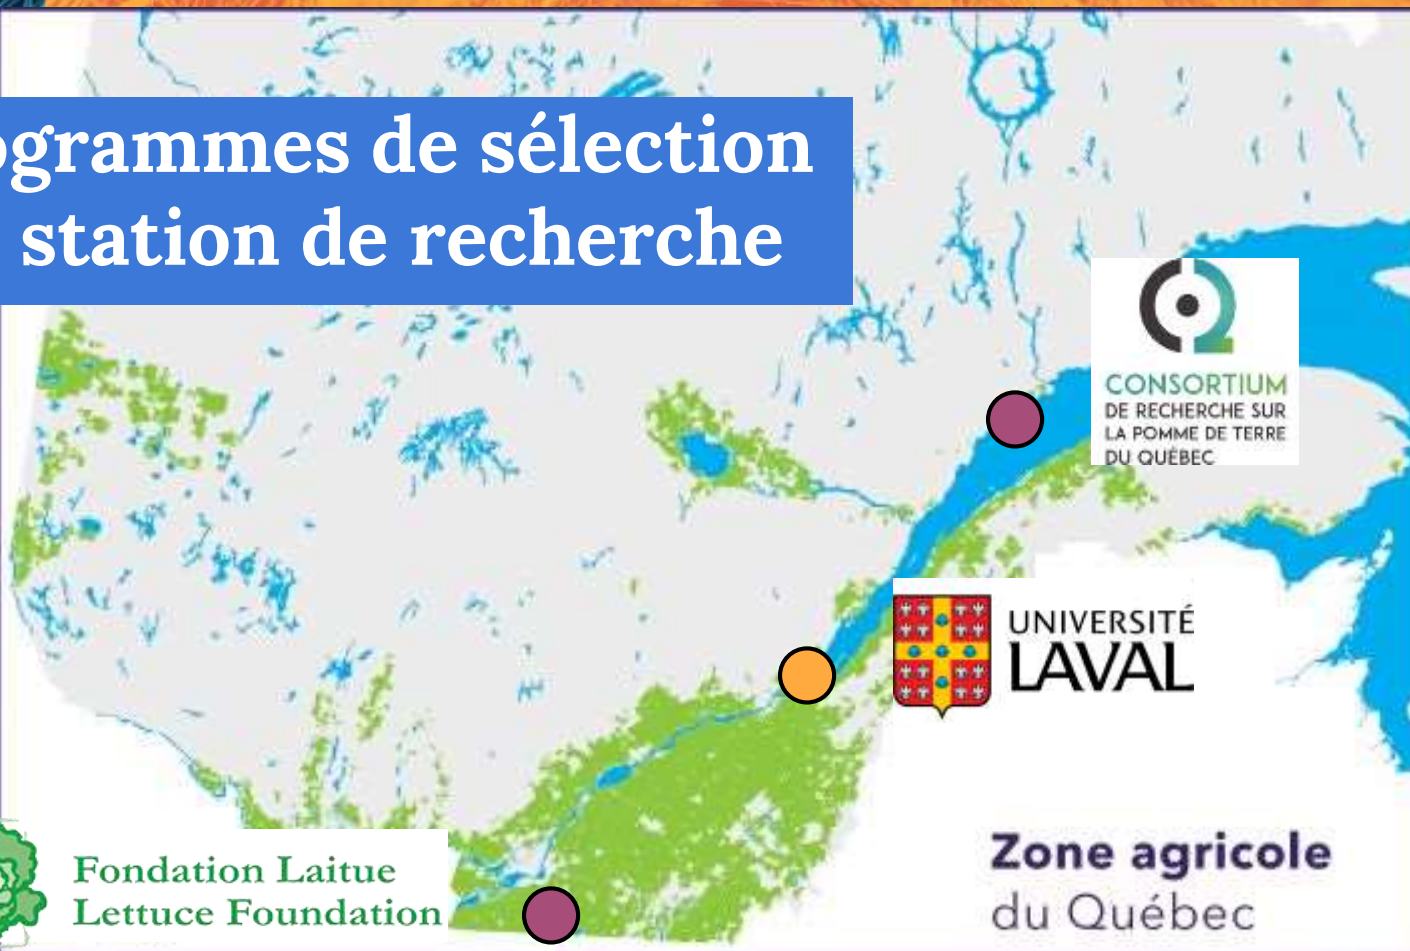 ogrammes de sélection
station de recherche
CONSORTIUM
DE RECHERCHE SUR
LA POMME DE TERRE
DU QUÉBEC
UNIVERSITÉ
LAVAL
Fondation Laitue
Lettuce Foundation
Zone agricole
du Québec